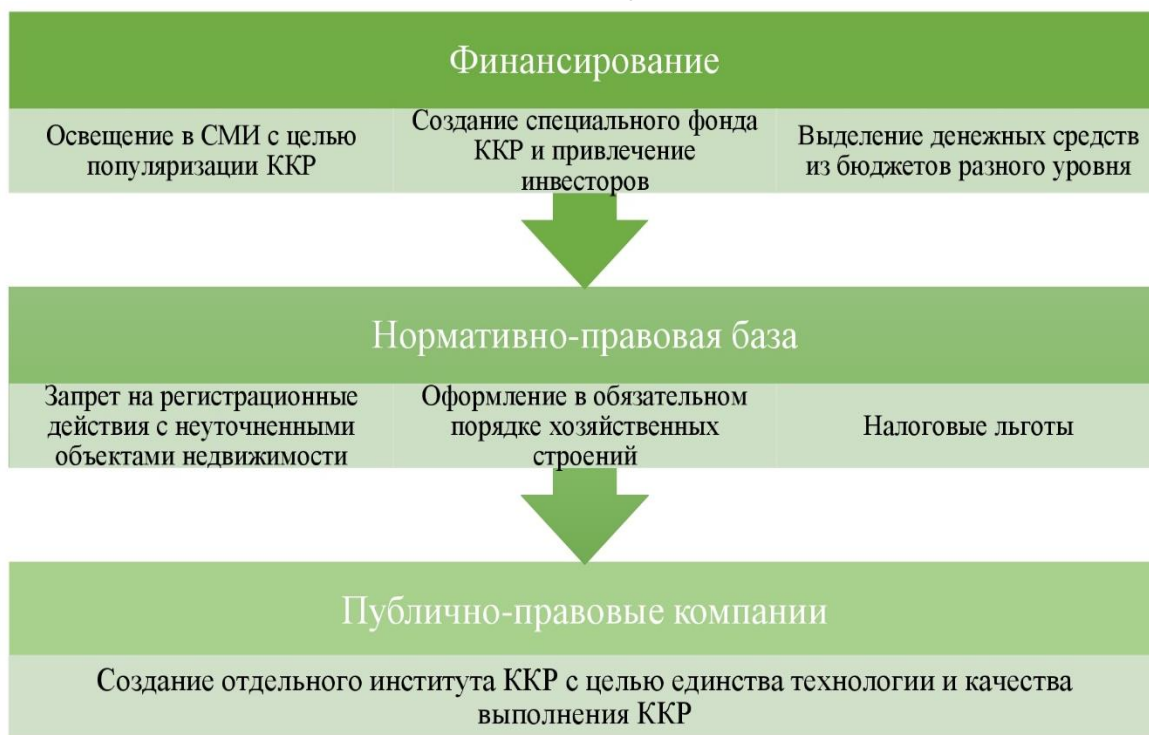 Финансирование
Освещение в СМИ с целью
популяризации ККР
Создание специального фонда
ККР и привлечение
инвесторов
Выделение денежных средств
из бюджетов разного уровня
Нормативно-правовая база
Запрет на регистрационные
действия с неуточненными
объектами недвижимости
Оформление в обязательном
порядке хозяйственных
строений
Налоговые льготы
Публично-правовые компании
Создание отдельного института ККР с целью единства технологии и качества
выполнения ККР